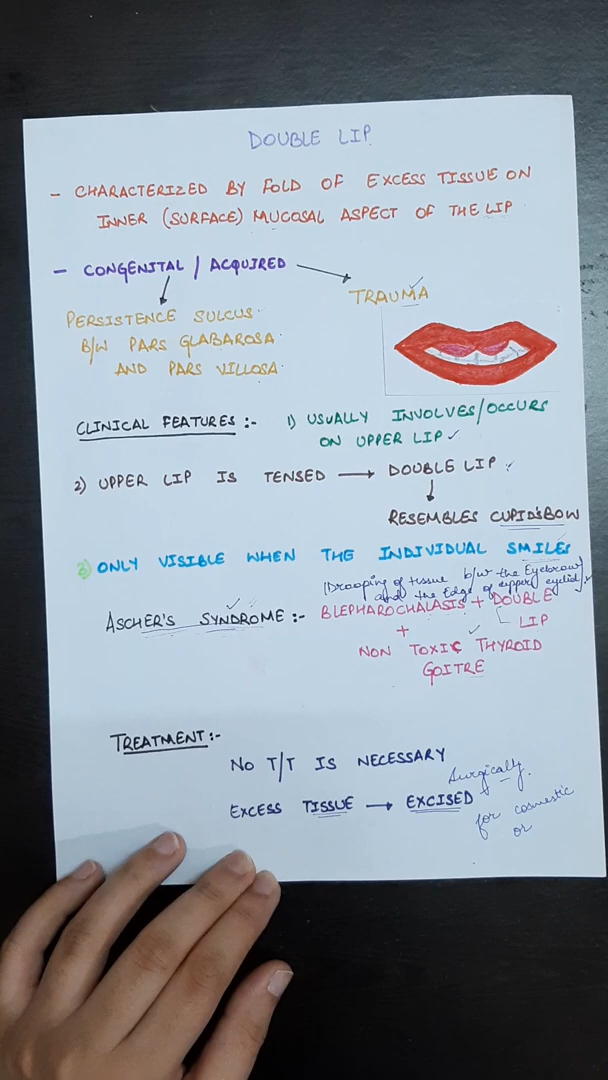 DOUBLE LIP
- CHARACTERIZED BY FOLD OF EXCESS TISSUE ON
INNER (SURFACE) MUCOSAL ASPECT OF THE LIP
- CONGENITAL / ACQUIRED
TRAUMA
PERSISTENCE SULCUS
B/W PARS GLABAROSA
AND PARS VILLOSA
CLINICAL FEATURES :- 1) USUALLY INVOLVES/OCCURS
ON UPPER LIP
2) UPPER LIP IS TENSED → DOUBLE LIP
RESEMBLES CUPID'S BOW
3) ONLY VISIBLE WHEN THE INDIVIDUAL SMILES
(Drooping of tissue b/w the Eyebrow
and the Edge of upper eyelid)
ASCHER'S SYNDROME :- BLEPHAROCHALASIS + DOUBLE
LIP
+
NON TOXIC THYROID
GOITRE
TREATMENT :-
NO T/T IS NECESSARY
Surgically.
EXCESS TISSUE → EXCISED
for cosmestic
or